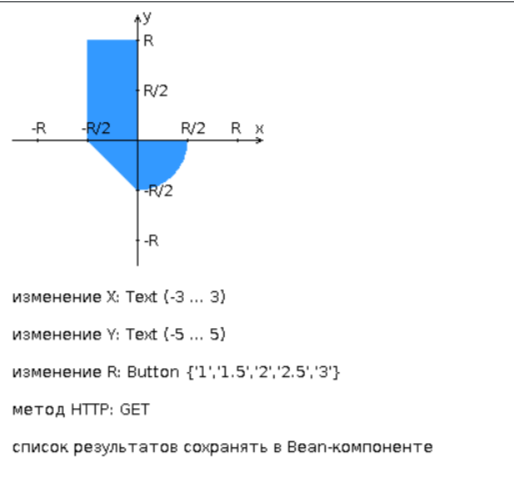 y
R
R/2
-R
-R/2
R/2
R
x
-R/2
-R
изменение X: Text (-3 ... 3)
изменение Y: Text (-5 ... 5)
изменение R: Button {'1','1.5','2','2.5','3'}
метод HTTP: GET
список результатов сохранять в Bean-компоненте